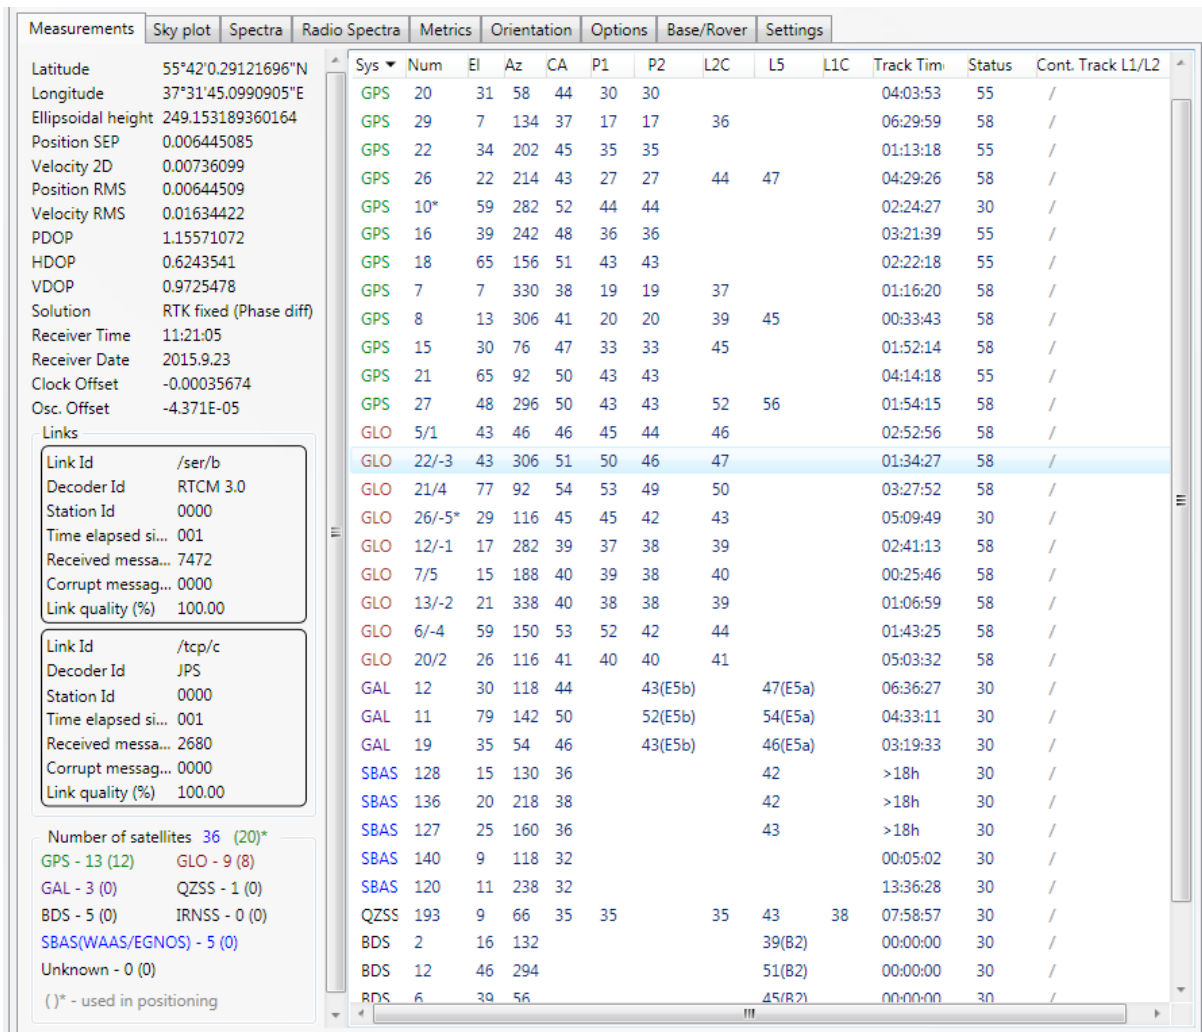 Measurements Sky plot Spectra Radio Spectra Metrics Orientation Options Base/Rover Settings
Latitude 55°42'0.29121696"N
Longitude 37°31'45.0990905"E
Ellipsoidal height 249.153189360164
Position SEP 0.006445085
Velocity 2D 0.00736099
Position RMS 0.00644509
Velocity RMS 0.01634422
PDOP 1.15571072
HDOP 0.6243541
VDOP 0.9725478
Solution RTK fixed (Phase diff)
Receiver Time 11:21:05
Receiver Date 2015.9.23
Clock Offset -0.00035674
Osc. Offset -4.371E-05
Links
Link Id /ser/b
Decoder Id RTCM 3.0
Station Id 0000
Time elapsed si... 001
Received messa... 7472
Corrupt messag... 0000
Link quality (%) 100.00
Link Id /tcp/c
Decoder Id JPS
Station Id 0000
Time elapsed si... 001
Received messa... 2680
Corrupt messag... 0000
Link quality (%) 100.00
Number of satellites 36 (20)*
GPS - 13 (12) GLO - 9 (8)
GAL - 3 (0) QZSS - 1 (0)
BDS - 5 (0) IRNSS - 0 (0)
SBAS(WAAS/EGNOS) - 5 (0)
Unknown - 0 (0)
( )* - used in positioning
Sys Num El Az CA P1 P2 L2C L5 L1C Track Tim Status Cont. Track L1/L2
GPS 20 31 58 44 30 30 04:03:53 55 /
GPS 29 7 134 37 17 17 36 06:29:59 58 /
GPS 22 34 202 45 35 35 01:13:18 55 /
GPS 26 22 214 43 27 27 44 47 04:29:26 58 /
GPS 10* 59 282 52 44 44 02:24:27 30 /
GPS 16 39 242 48 36 36 03:21:39 55 /
GPS 18 65 156 51 43 43 02:22:18 55 /
GPS 7 7 330 38 19 19 37 01:16:20 58 /
GPS 8 13 306 41 20 20 39 45 00:33:43 58 /
GPS 15 30 76 47 33 33 45 01:52:14 58 /
GPS 21 65 92 50 43 43 04:14:18 55 /
GPS 27 48 296 50 43 43 52 56 01:54:15 58 /
GLO 5/1 43 46 46 45 44 46 02:52:56 58 /
GLO 22/-3 43 306 51 50 46 47 01:34:27 58 /
GLO 21/4 77 92 54 53 49 50 03:27:52 58 /
GLO 26/-5* 29 116 45 45 42 43 05:09:49 30 /
GLO 12/-1 17 282 39 37 38 39 02:41:13 58 /
GLO 7/5 15 188 40 39 38 40 00:25:46 58 /
GLO 13/-2 21 338 40 38 38 39 01:06:59 58 /
GLO 6/-4 59 150 53 52 42 44 01:43:25 58 /
GLO 20/2 26 116 41 40 40 41 05:03:32 58 /
GAL 12 30 118 44 43(E5b) 47(E5a) 06:36:27 30 /
GAL 11 79 142 50 52(E5b) 54(E5a) 04:33:11 30 /
GAL 19 35 54 46 43(E5b) 46(E5a) 03:19:33 30 /
SBAS 128 15 130 36 42 >18h 30 /
SBAS 136 20 218 38 42 >18h 30 /
SBAS 127 25 160 36 43 >18h 30 /
SBAS 140 9 118 32 00:05:02 30 /
SBAS 120 11 238 32 13:36:28 30 /
QZSS 193 9 66 35 35 35 43 38 07:58:57 30 /
BDS 2 16 132 39(B2) 00:00:00 30 /
BDS 12 46 294 51(B2) 00:00:00 30 /
BDS 6 39 56 45(B2) 00:00:00 30 /